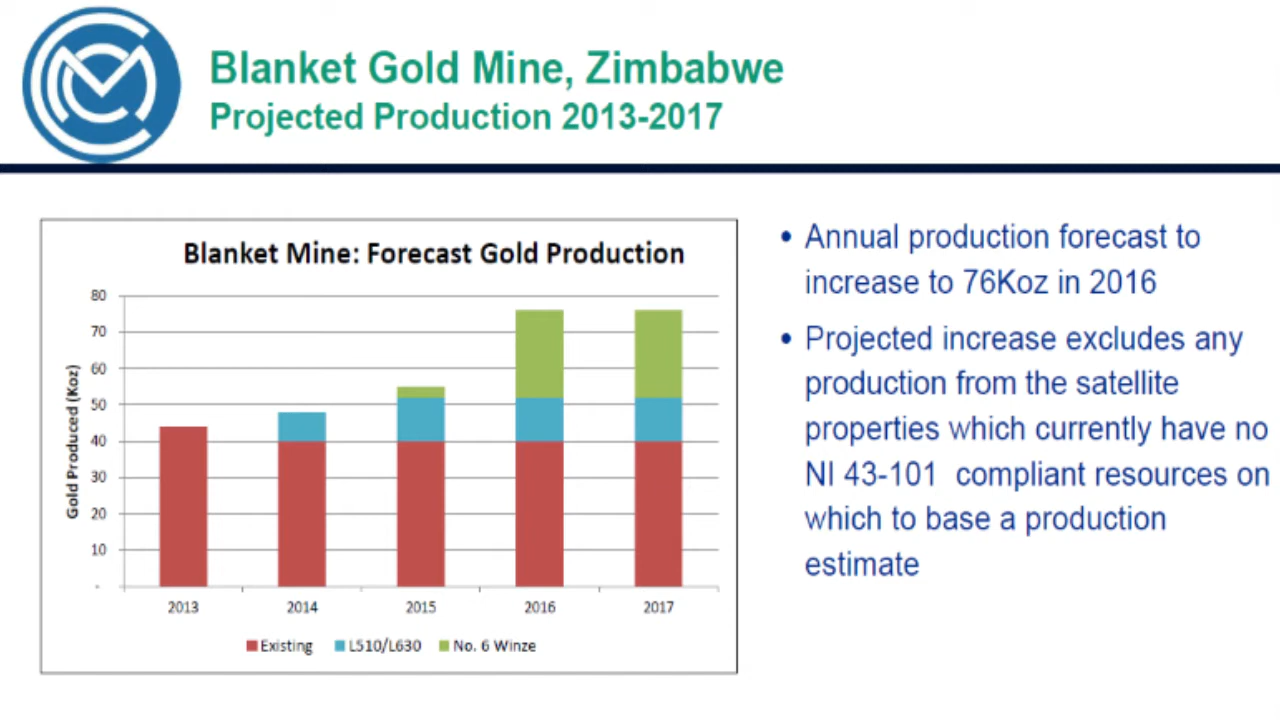 Blanket Gold Mine, Zimbabwe
Projected Production 2013-2017
Blanket Mine: Forecast Gold Production
Gold Produced (Koz)
80
70
60
50
40
30
20
10
-
2013 2014 2015 2016 2017
Existing L510/L630 No. 6 Winze
• Annual production forecast to
increase to 76Koz in 2016
• Projected increase excludes any
production from the satellite
properties which currently have no
NI 43-101 compliant resources on
which to base a production
estimate